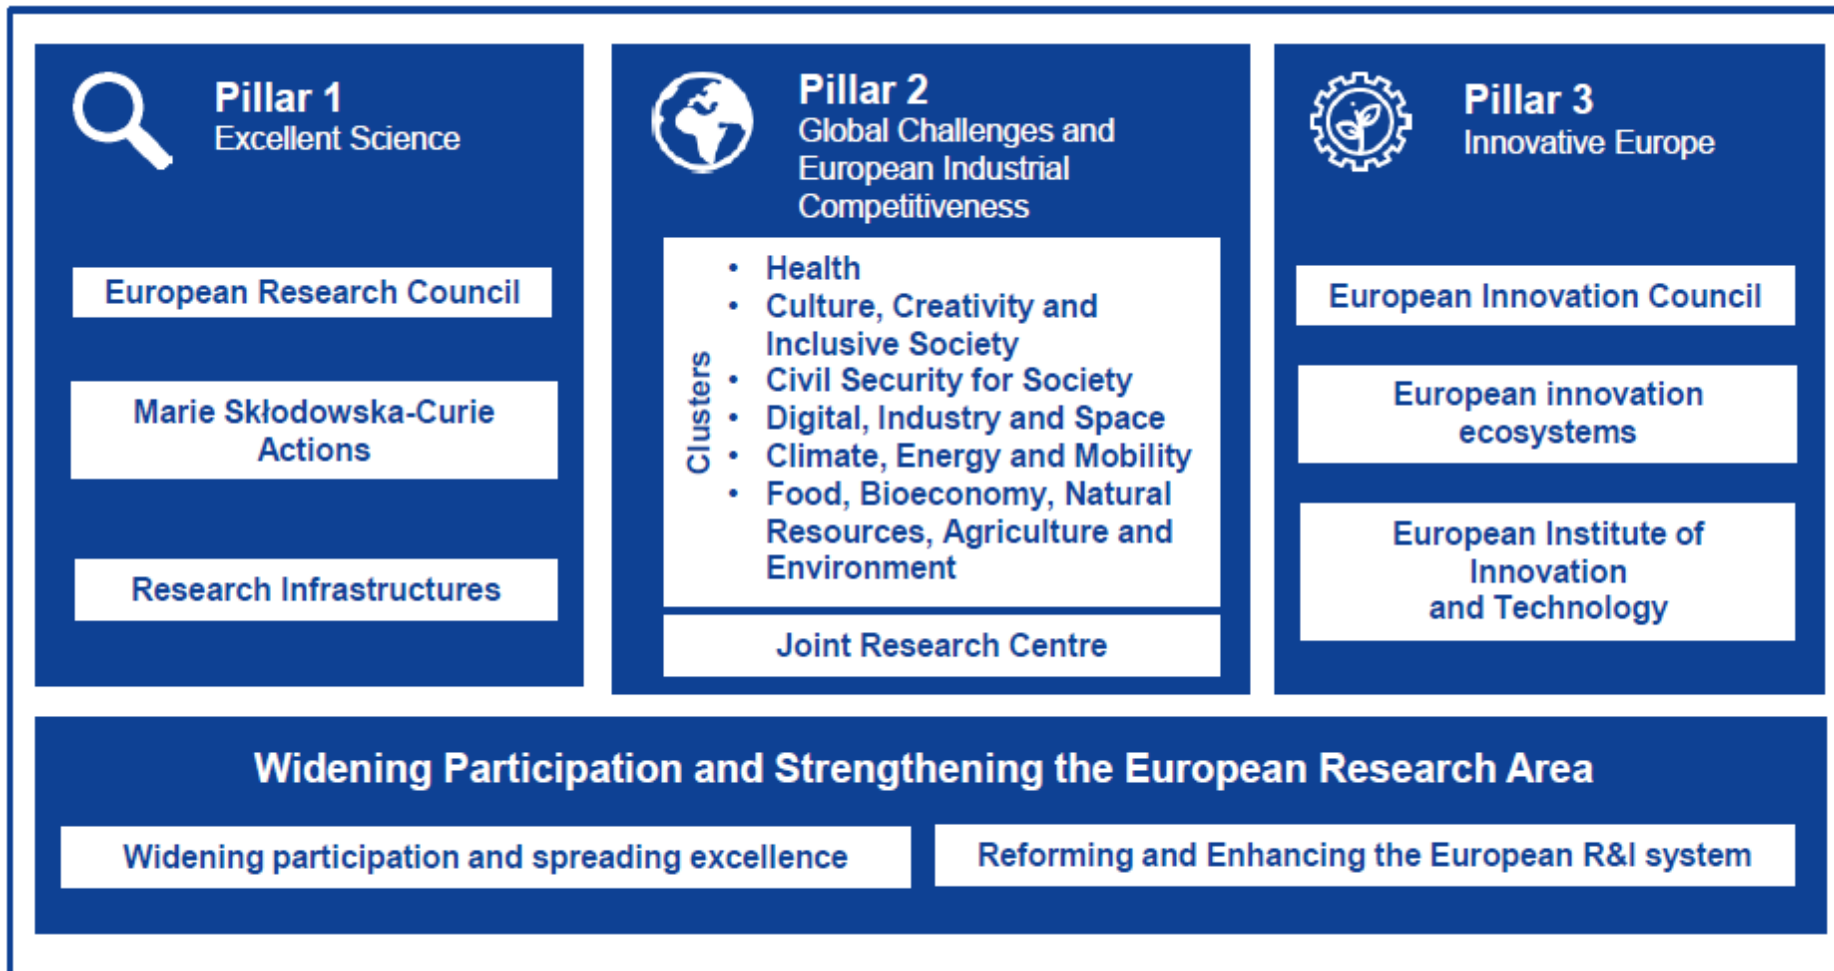 Pillar 1
Excellent Science
European Research Council
Marie Skłodowska-Curie
Actions
Research Infrastructures
Pillar 2
Global Challenges and
European Industrial
Competitiveness
Clusters
• Health
• Culture, Creativity and
Inclusive Society
• Civil Security for Society
• Digital, Industry and Space
• Climate, Energy and Mobility
• Food, Bioeconomy, Natural
Resources, Agriculture and
Environment
Joint Research Centre
Pillar 3
Innovative Europe
European Innovation Council
European innovation
ecosystems
European Institute of
Innovation
and Technology
Widening Participation and Strengthening the European Research Area
Widening participation and spreading excellence
Reforming and Enhancing the European R&I system